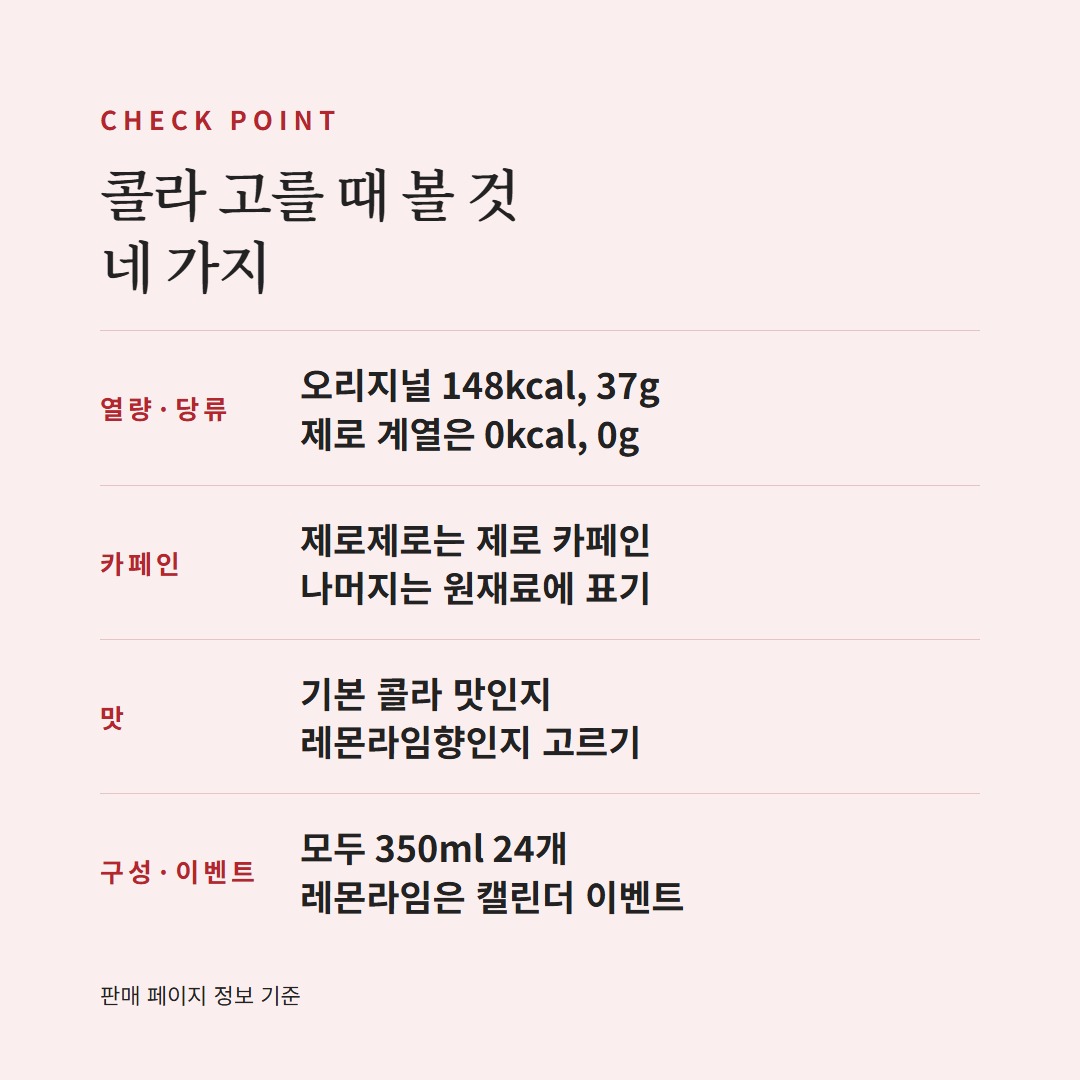 CHECK POINT
콜라 고를 때 볼 것
네 가지
열량·당류
오리지널 148kcal, 37g
제로 계열은 0kcal, 0g
카페인
제로제로는 제로 카페인
나머지는 원재료에 표기
맛
기본 콜라 맛인지
레몬라임향인지 고르기
구성·이벤트
모두 350ml 24개
레몬라임은 캘린더 이벤트
판매 페이지 정보 기준